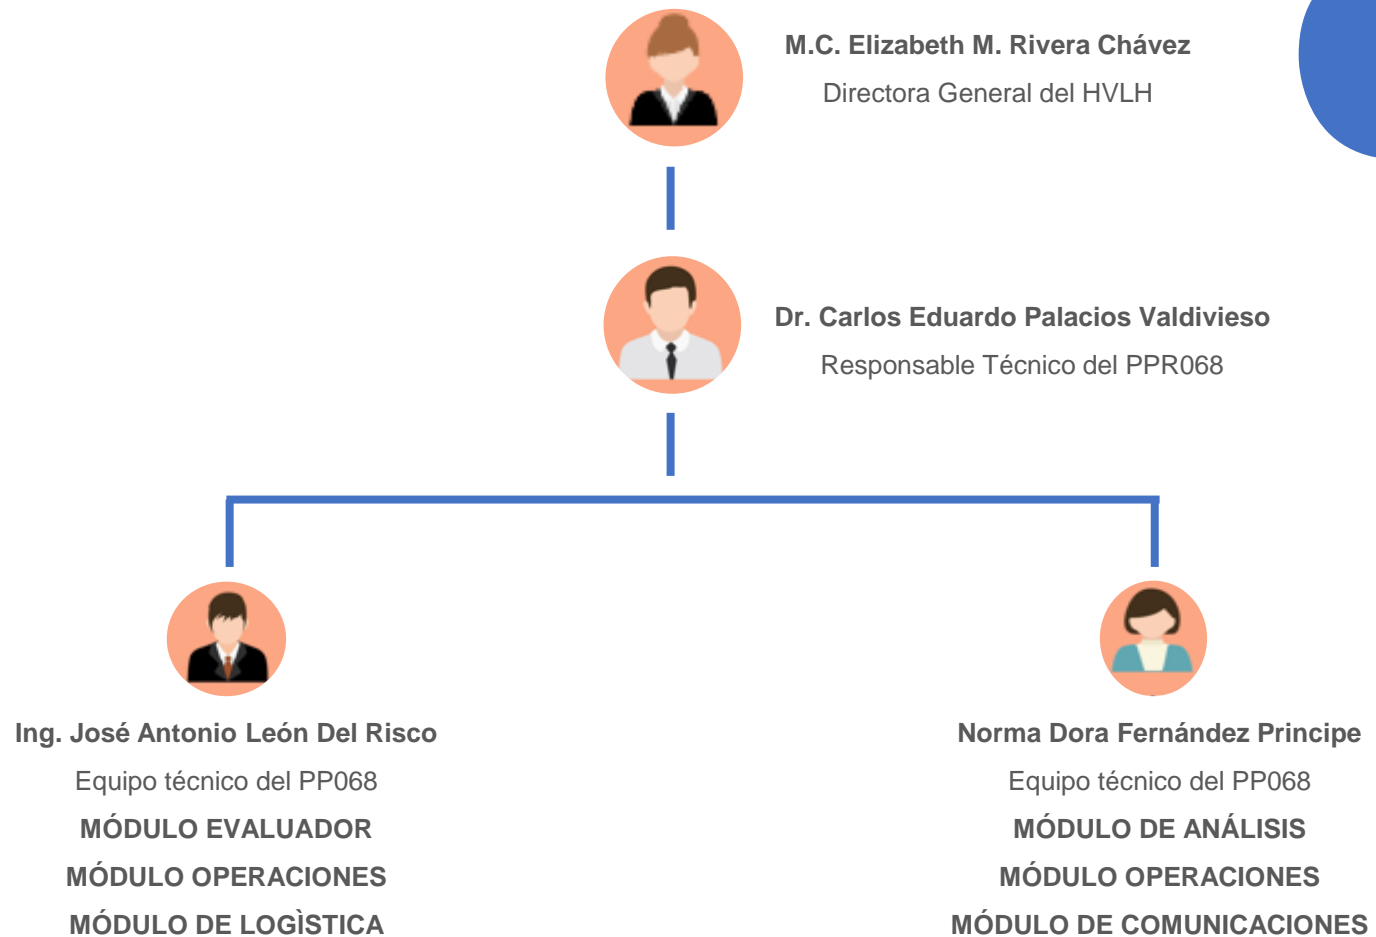 M.C. Elizabeth M. Rivera Chávez
Directora General del HVLH
Dr. Carlos Eduardo Palacios Valdivieso
Responsable Técnico del PPR068
Ing. José Antonio León Del Risco
Equipo técnico del PP068
MÓDULO EVALUADOR
MÓDULO OPERACIONES
MÓDULO DE LOGÌSTICA
Norma Dora Fernández Principe
Equipo técnico del PP068
MÓDULO DE ANÁLISIS
MÓDULO OPERACIONES
MÓDULO DE COMUNICACIONES